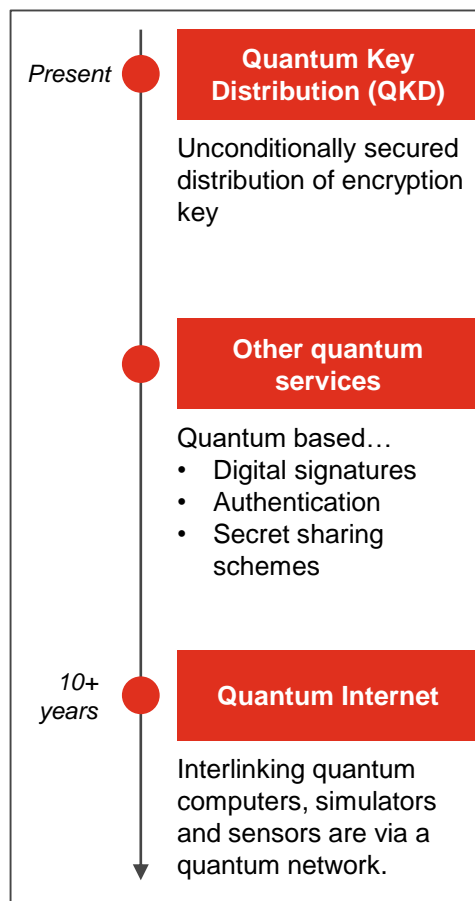 Present
Quantum Key
Distribution (QKD)
Unconditionally secured
distribution of encryption
key
Other quantum
services
Quantum based…
• Digital signatures
• Authentication
• Secret sharing
schemes
10+
years
Quantum Internet
Interlinking quantum
computers, simulators
and sensors are via a
quantum network.